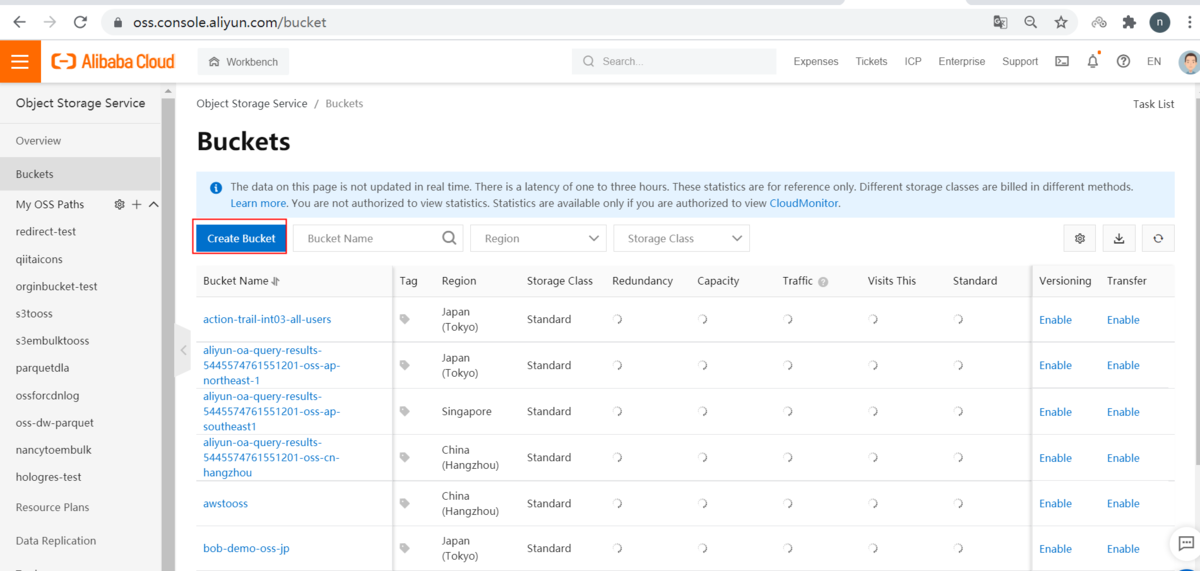 oss.console.aliyun.com/bucket
n
Alibaba Cloud
Workbench
Search...
Expenses
Tickets
ICP
Enterprise
Support
EN
Object Storage Service
Overview
Buckets
My OSS Paths
redirect-test
qiitaicons
orginbucket-test
s3tooss
s3embulktooss
parquetdla
ossforcdnlog
oss-dw-parquet
nancytoembulk
hologres-test
Resource Plans
Data Replication
Object Storage Service / Buckets
Task List
Buckets
The data on this page is not updated in real time. There is a latency of one to three hours. These statistics are for reference only. Different storage classes are billed in different methods.
Learn more. You are not authorized to view statistics. Statistics are available only if you are authorized to view CloudMonitor.
Create Bucket
Bucket Name
Region
Storage Class
Bucket Name Tag Region Storage Class Redundancy Capacity Traffic Visits This Standard Versioning Transfer
action-trail-int03-all-users
Japan
(Tokyo)
Standard
Enable
Enable
aliyun-oa-query-results-
5445574761551201-oss-ap-
northeast-1
Japan
(Tokyo)
Standard
Enable
Enable
aliyun-oa-query-results-
5445574761551201-oss-ap-
southeast1
Singapore
Standard
Enable
Enable
aliyun-oa-query-results-
5445574761551201-oss-cn-
hangzhou
China
(Hangzhou)
Standard
Enable
Enable
awstooss
China
(Hangzhou)
Standard
Enable
Enable
bob-demo-oss-jp
Japan
(Tokyo)
Standard
Enable
Enable